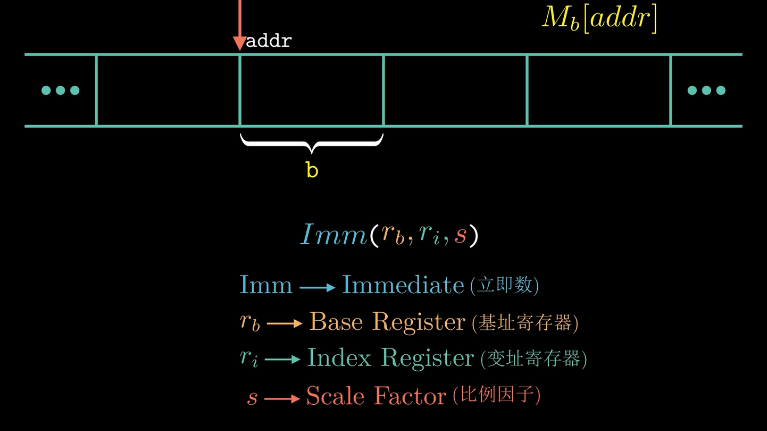 M_b[addr]
addr
b
Imm(r_b, r_i, s)
Imm → Immediate (立即数)
r_b → Base Register (基址寄存器)
r_i → Index Register (变址寄存器)
s → Scale Factor (比例因子)